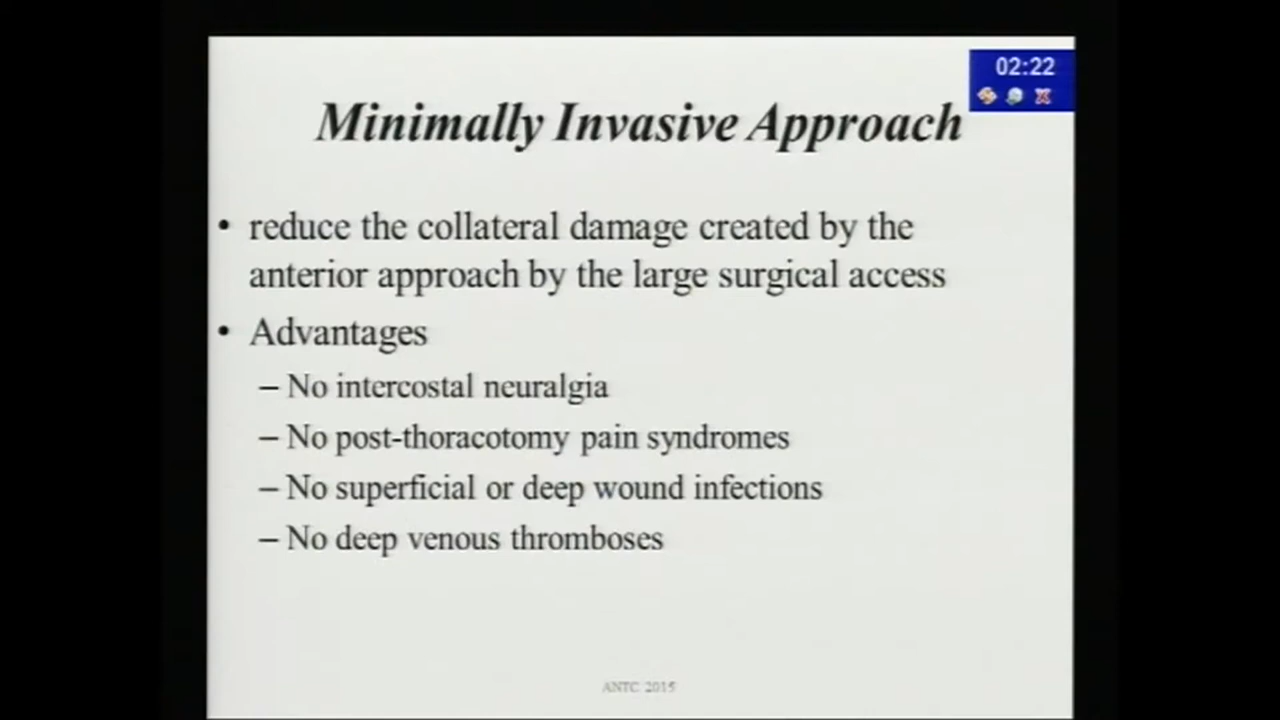 02:22
Minimally Invasive Approach
• reduce the collateral damage created by the
anterior approach by the large surgical access
• Advantages
– No intercostal neuralgia
– No post-thoracotomy pain syndromes
– No superficial or deep wound infections
– No deep venous thromboses
ANTC 2015